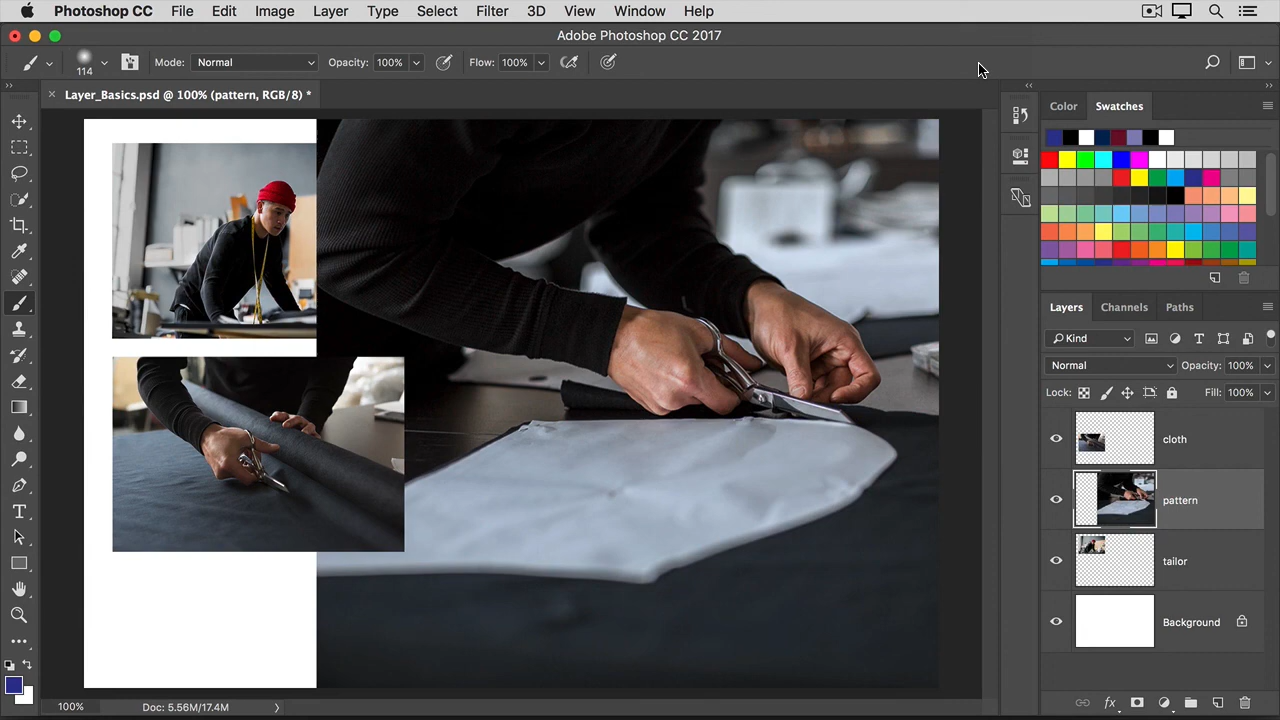 Photoshop CC File Edit Image Layer Type Select Filter 3D View Window Help
Adobe Photoshop CC 2017
114 Mode: Normal Opacity: 100% Flow: 100%
Layer_Basics.psd @ 100% (pattern, RGB/8) *
Color Swatches
Layers Channels Paths
Kind
Normal Opacity: 100%
Lock: Fill: 100%
cloth
pattern
tailor
Background
100% Doc: 5.56M/17.4M
fx